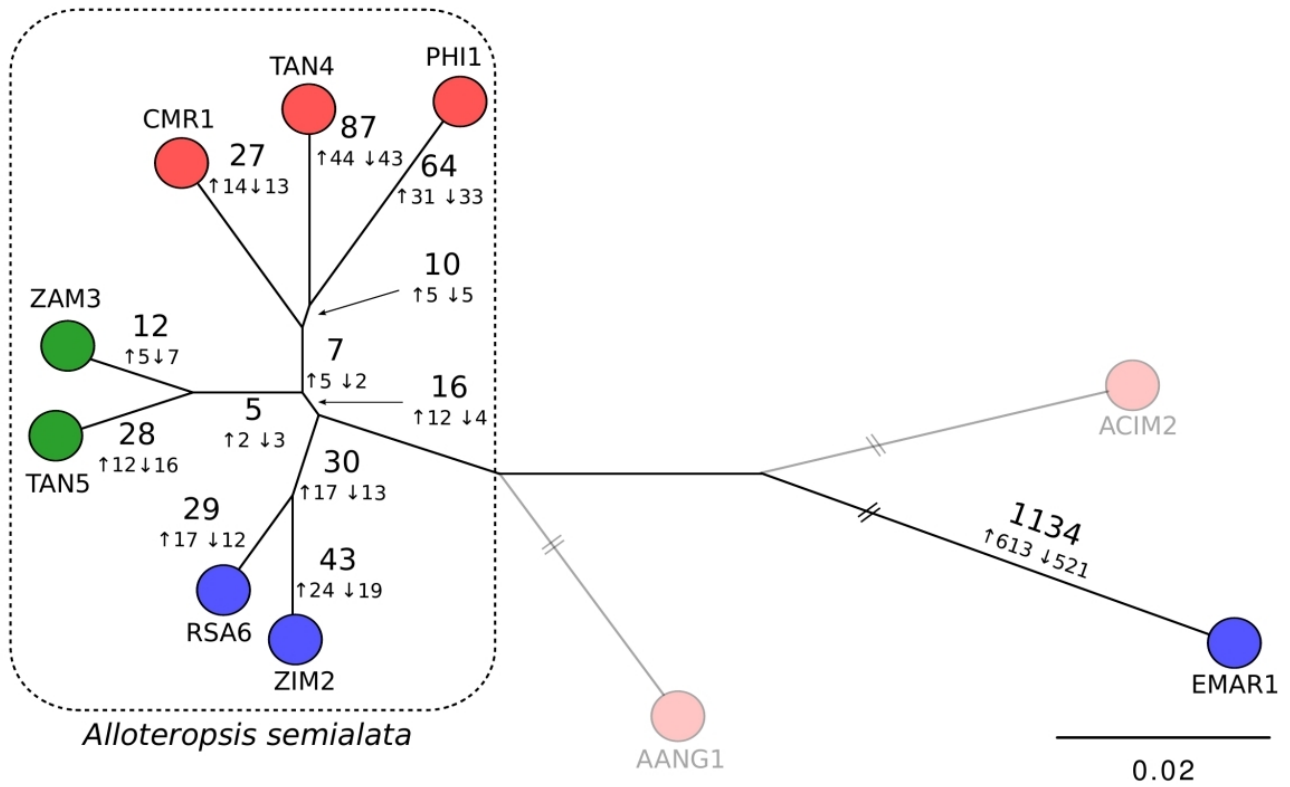 PHI1
TAN4
CMR1
87
↑44 ↓43
27
↑14↓13
64
↑31 ↓33
10
↑5 ↓5
ZAM3
12
↑5↓7
7
↑5 ↓2
16
↑12 ↓4
5
↑2 ↓3
28
↑12↓16
TAN5
ACIM2
30
↑17 ↓13
29
↑17 ↓12
43
↑24 ↓19
1134
↑613 ↓521
RSA6
ZIM2
EMAR1
Alloteropsis semialata
AANG1
0.02